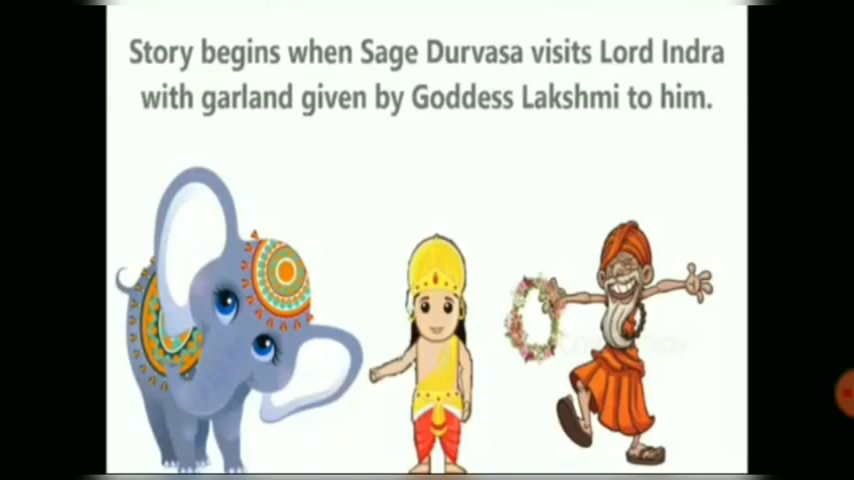 Story begins when Sage Durvasa visits Lord Indra
with garland given by Goddess Lakshmi to him.